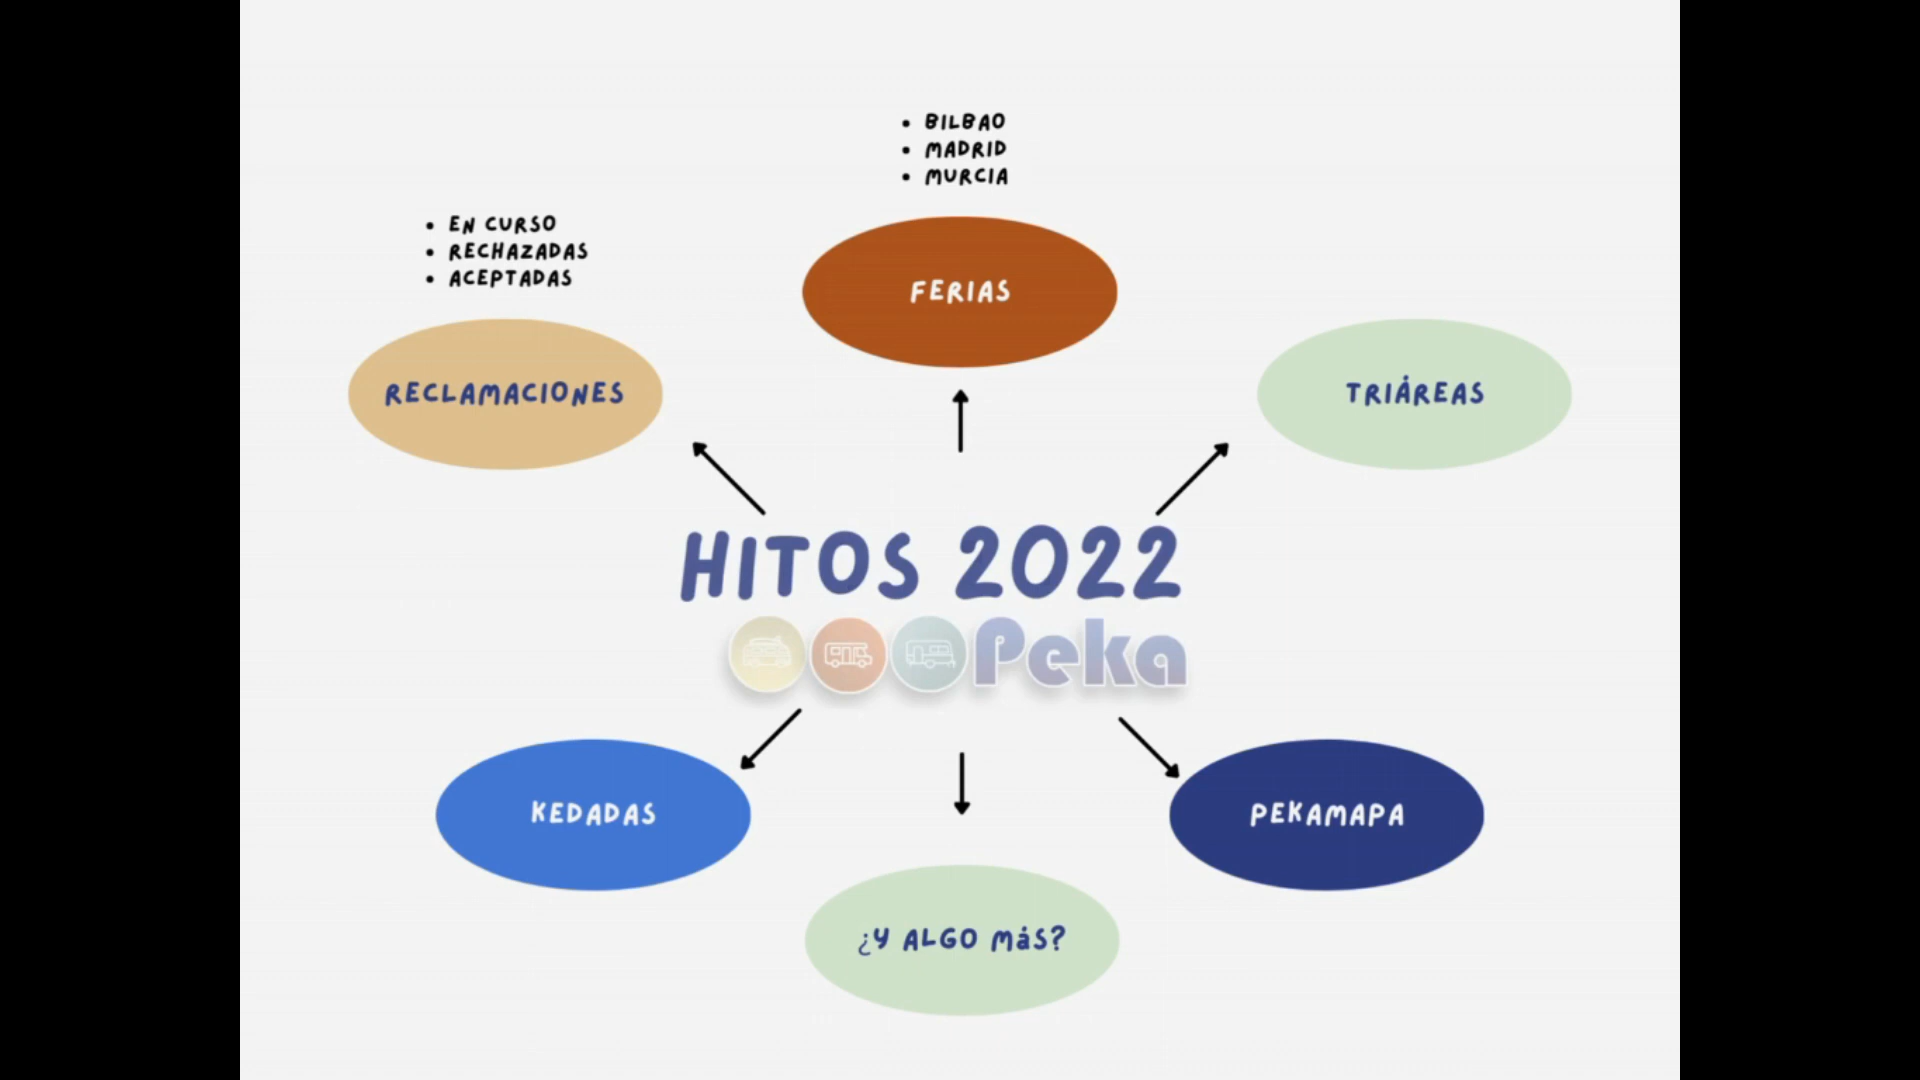 BILBAO
MADRID
MURCIA
EN CURSO
RECHAZADAS
ACEPTADAS
FERIAS
RECLAMACIONES
TRIÁREAS
HITOS 2022
Peka
KEDADAS
PEKAMAPA
¿Y ALGO MáS?